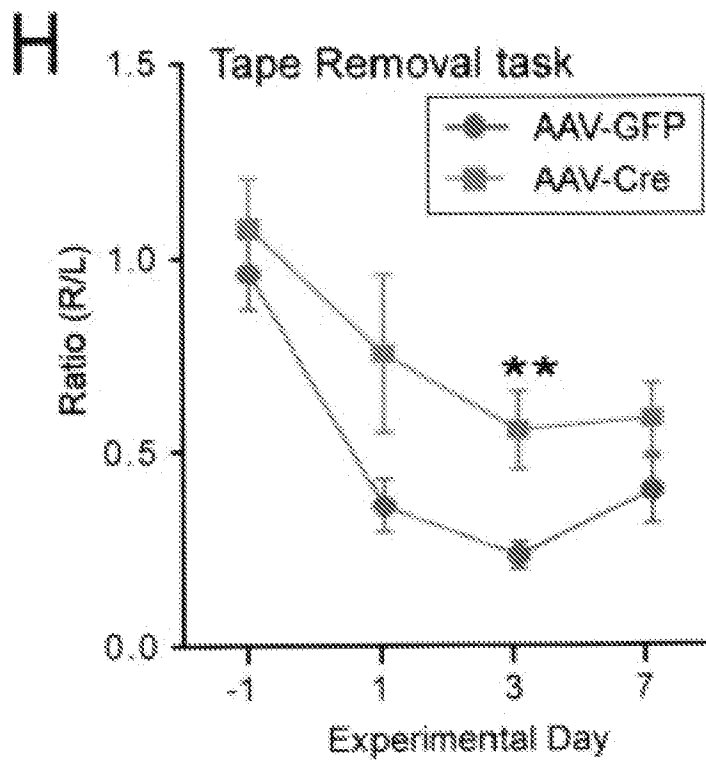 H
Tape Removal task
AAV-GFP
AAV-Cre
1.5
1.0
0.5
0.0
Ratio (R/L)
**
-1 1 3 7
Experimental Day